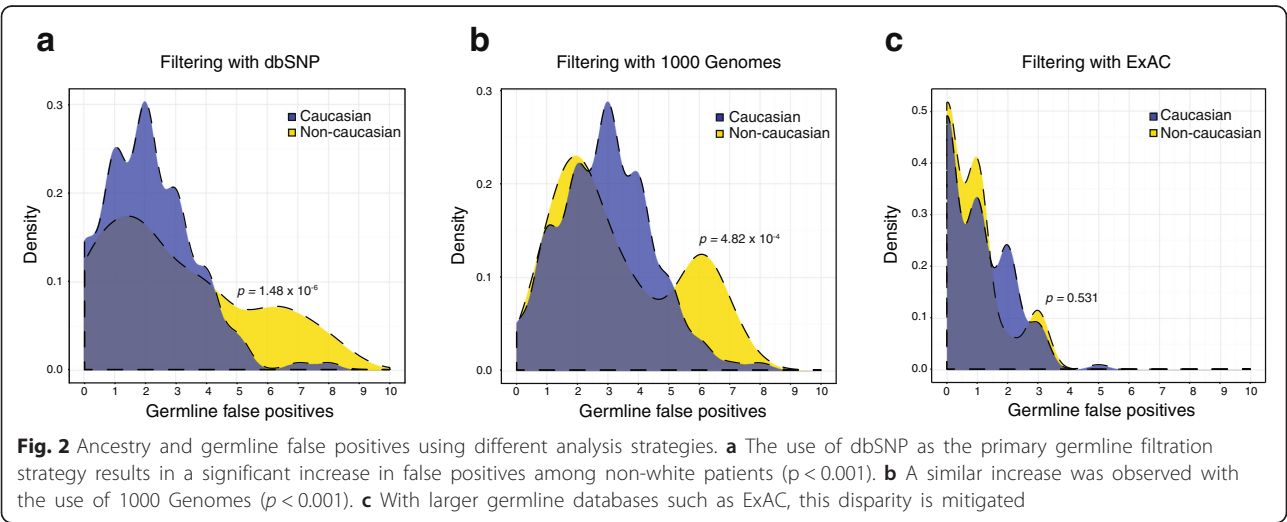 a
Filtering with dbSNP
0.3
0.2
0.1
0.0
Density
Caucasian
Non-caucasian
p = 1.48 x 10-6
0 1 2 3 4 5 6 7 8 9 10
Germline false positives
b
Filtering with 1000 Genomes
0.3
0.2
0.1
0.0
Density
Caucasian
Non-caucasian
p = 4.82 x 10-4
0 1 2 3 4 5 6 7 8 9 10
Germline false positives
c
Filtering with ExAC
0.5
0.4
0.3
0.2
0.1
0.0
Density
Caucasian
Non-caucasian
p = 0.531
0 1 2 3 4 5 6 7 8 9 10
Germline false positives
Fig. 2 Ancestry and germline false positives using different analysis strategies. a The use of dbSNP as the primary germline filtration
strategy results in a significant increase in false positives among non-white patients (p < 0.001). b A similar increase was observed with
the use of 1000 Genomes (p < 0.001). c With larger germline databases such as ExAC, this disparity is mitigated